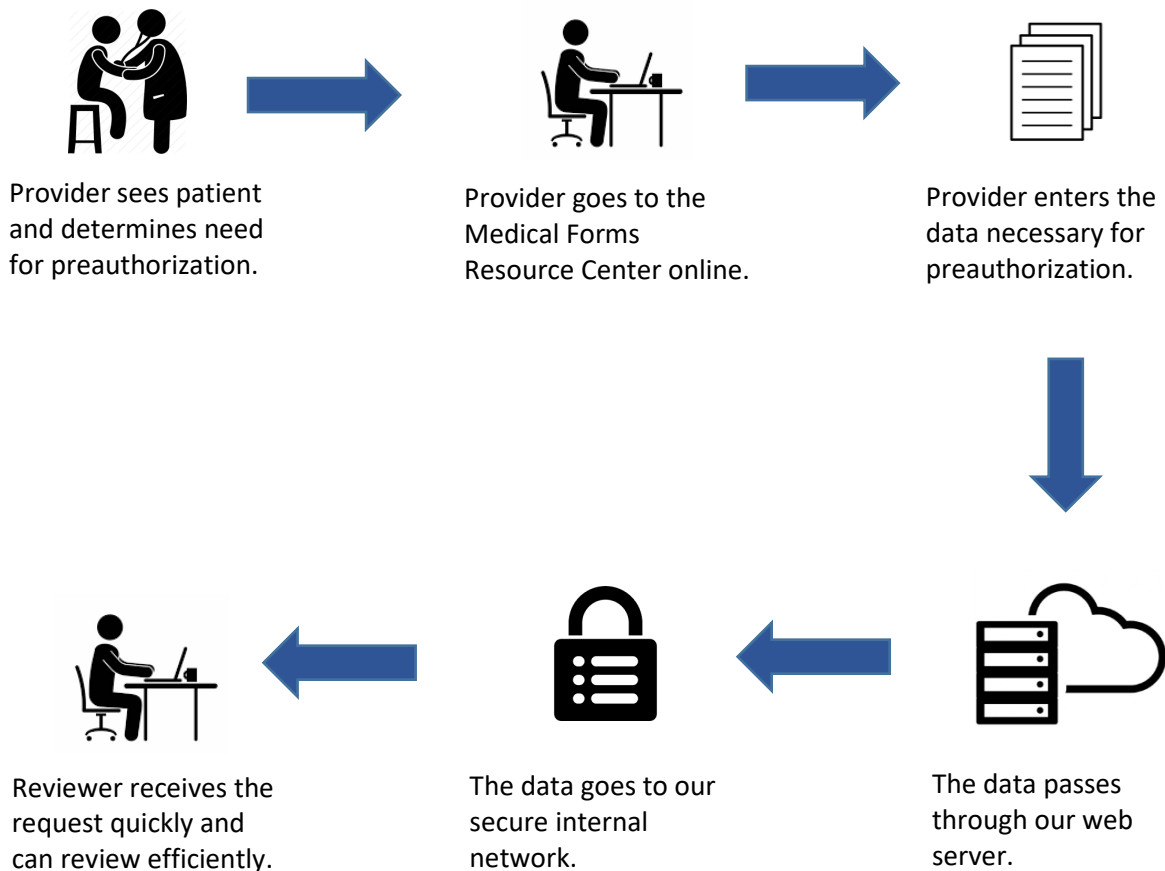 Provider sees patient
and determines need
for preauthorization.
Provider goes to the
Medical Forms
Resource Center online.
Provider enters the
data necessary for
preauthorization.
The data passes
through our web
server.
The data goes to our
secure internal
network.
Reviewer receives the
request quickly and
can review efficiently.